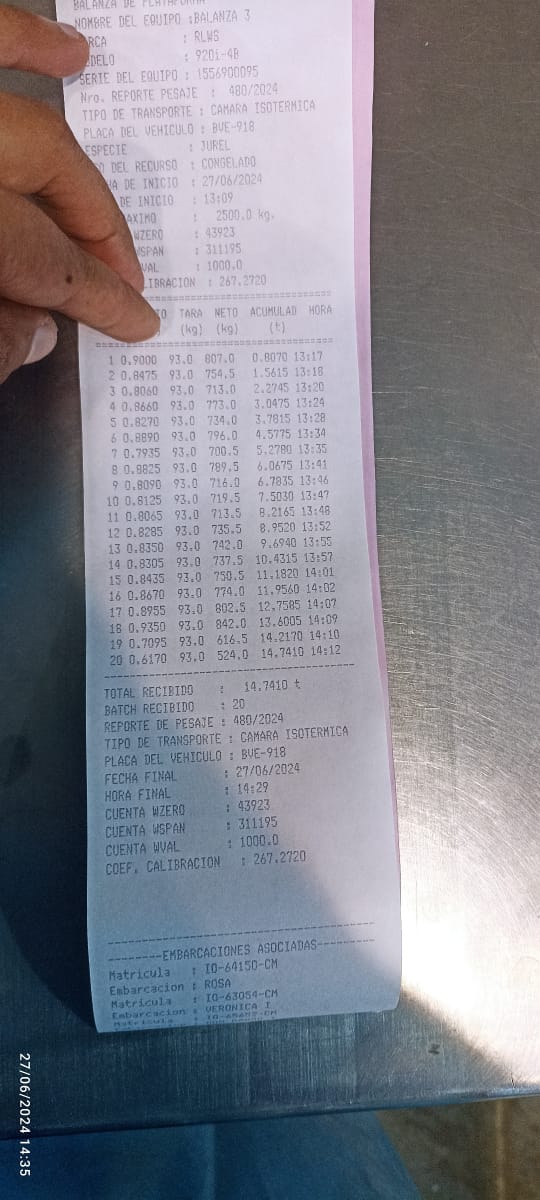 BALANZA DE PLATAFORMA
NOMBRE DEL EQUIPO :BALANZA 3
RCA : RLWS
DELO : 920i-4B
SERIE DEL EQUIPO : 1556900095
Nro. REPORTE PESAJE : 480/2024
TIPO DE TRANSPORTE : CAMARA ISOTERMICA
PLACA DEL VEHICULO : BVE-918
ESPECIE : JUREL
DEL RECURSO : CONGELADO
HA DE INICIO : 27/06/2024
DE INICIO : 13:09
AXIMO : 2500.0 kg.
WZERO : 43923
WSPAN : 311195
VAL : 1000.0
LIBRACION : 267.2720
==========================================
TO TARA NETO ACUMULAD HORA
(kg) (kg) (t)
==========================================
1 0.9000 93.0 807.0 0.8070 13:17
2 0.8475 93.0 754.5 1.5615 13:18
3 0.8060 93.0 713.0 2.2745 13:20
4 0.8660 93.0 773.0 3.0475 13:24
5 0.8270 93.0 734.0 3.7815 13:28
6 0.8890 93.0 796.0 4.5775 13:34
7 0.7935 93.0 700.5 5.2780 13:35
8 0.8825 93.0 789.5 6.0675 13:41
9 0.8090 93.0 716.0 6.7835 13:46
10 0.8125 93.0 719.5 7.5030 13:47
11 0.8065 93.0 713.5 8.2165 13:48
12 0.8285 93.0 735.5 8.9520 13:52
13 0.8350 93.0 742.0 9.6940 13:55
14 0.8305 93.0 737.5 10.4315 13:57
15 0.8435 93.0 750.5 11.1820 14:01
16 0.8670 93.0 774.0 11.9560 14:02
17 0.8955 93.0 802.5 12.7585 14:07
18 0.9350 93.0 842.0 13.6005 14:09
19 0.7095 93.0 616.5 14.2170 14:10
20 0.6170 93.0 524.0 14.7410 14:12
------------------------------------------
TOTAL RECIBIDO : 14.7410 t
BATCH RECIBIDO : 20
REPORTE DE PESAJE : 480/2024
TIPO DE TRANSPORTE : CAMARA ISOTERMICA
PLACA DEL VEHICULO : BVE-918
FECHA FINAL : 27/06/2024
HORA FINAL : 14:29
CUENTA WZERO : 43923
CUENTA WSPAN : 311195
CUENTA WVAL : 1000.0
COEF. CALIBRACION : 267.2720
------------------------------------------
---------EMBARCACIONES ASOCIADAS----------
Matricula : IO-64150-CM
Embarcacion : ROSA
Matricula : IO-63054-CM
Embarcacion : VERONICA I
Matricula :
27/06/2024 14:35